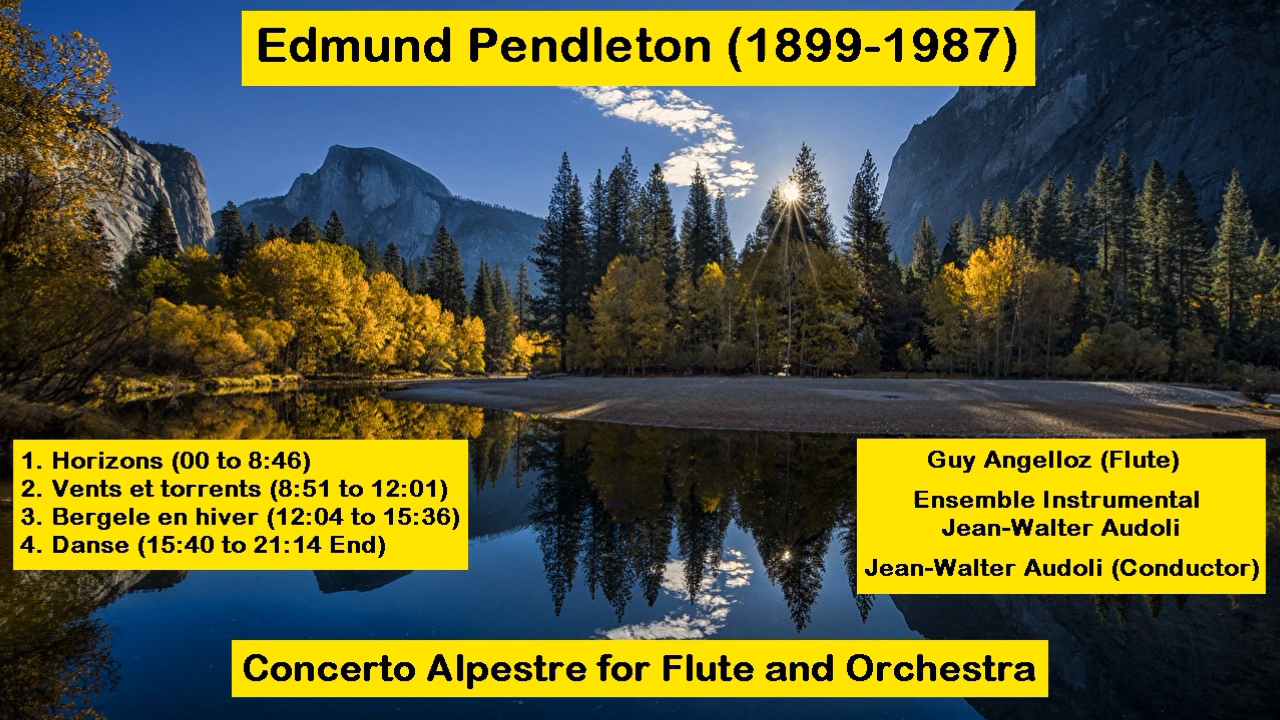 Edmund Pendleton (1899-1987)
1. Horizons (00 to 8:46)
2. Vents et torrents (8:51 to 12:01)
3. Bergele en hiver (12:04 to 15:36)
4. Danse (15:40 to 21:14 End)
Guy Angelloz (Flute)
Ensemble Instrumental
Jean-Walter Audoli
Jean-Walter Audoli (Conductor)
Concerto Alpestre for Flute and Orchestra